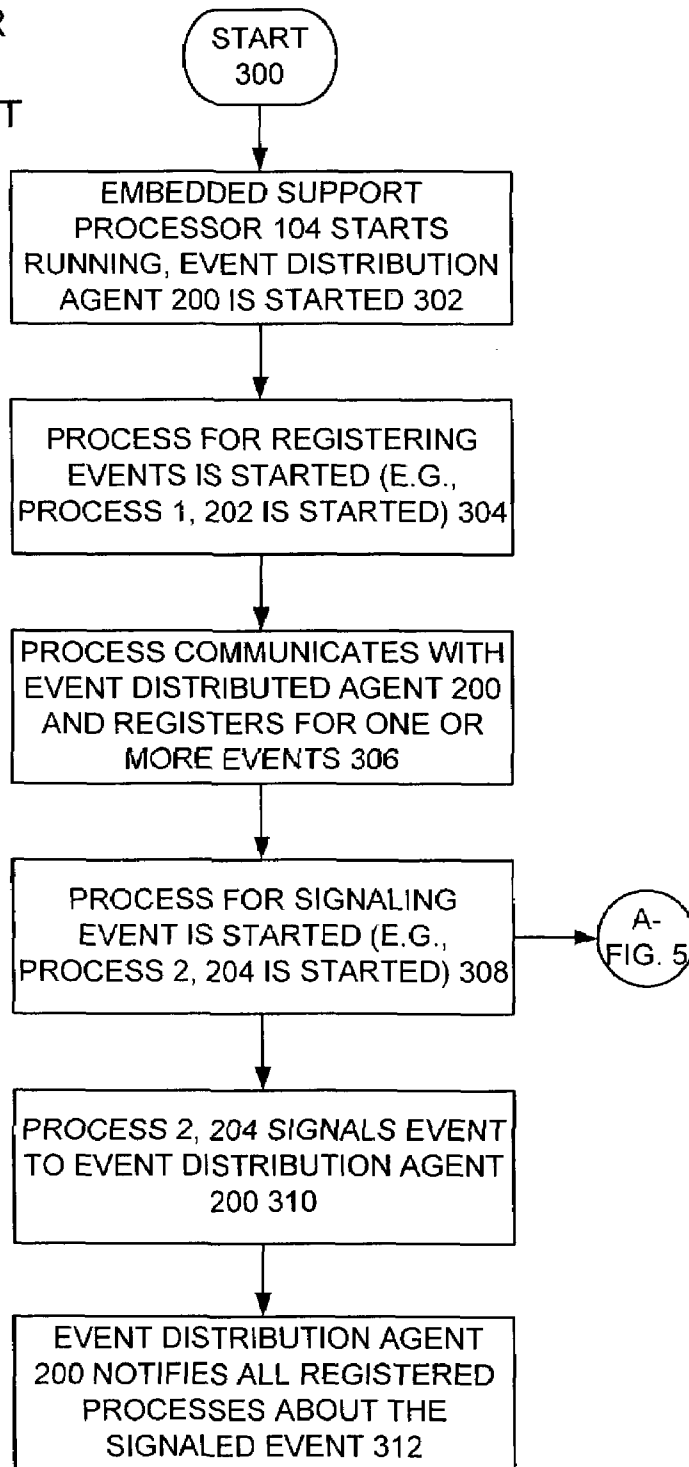 R
T
START
300
EMBEDDED SUPPORT
PROCESSOR 104 STARTS
RUNNING, EVENT DISTRIBUTION
AGENT 200 IS STARTED 302
PROCESS FOR REGISTERING
EVENTS IS STARTED (E.G.,
PROCESS 1, 202 IS STARTED) 304
PROCESS COMMUNICATES WITH
EVENT DISTRIBUTED AGENT 200
AND REGISTERS FOR ONE OR
MORE EVENTS 306
PROCESS FOR SIGNALING
EVENT IS STARTED (E.G.,
PROCESS 2, 204 IS STARTED) 308
A-
FIG. 5
PROCESS 2, 204 SIGNALS EVENT
TO EVENT DISTRIBUTION AGENT
200 310
EVENT DISTRIBUTION AGENT
200 NOTIFIES ALL REGISTERED
PROCESSES ABOUT THE
SIGNALED EVENT 312